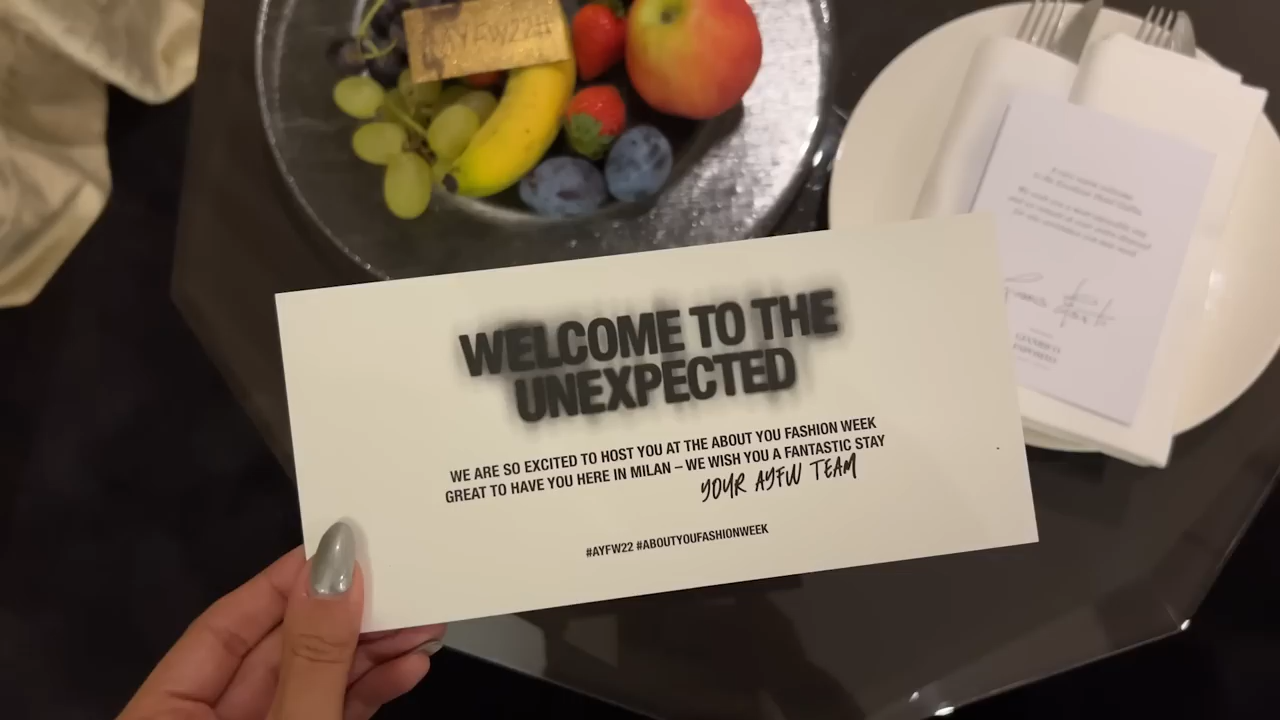 #AYFW22#
WELCOME TO THE
UNEXPECTED
WE ARE SO EXCITED TO HOST YOU AT THE ABOUT YOU FASHION WEEK
GREAT TO HAVE YOU HERE IN MILAN – WE WISH YOU A FANTASTIC STAY
YOUR AYFW TEAM
#AYFW22 #ABOUTYOUFASHIONWEEK